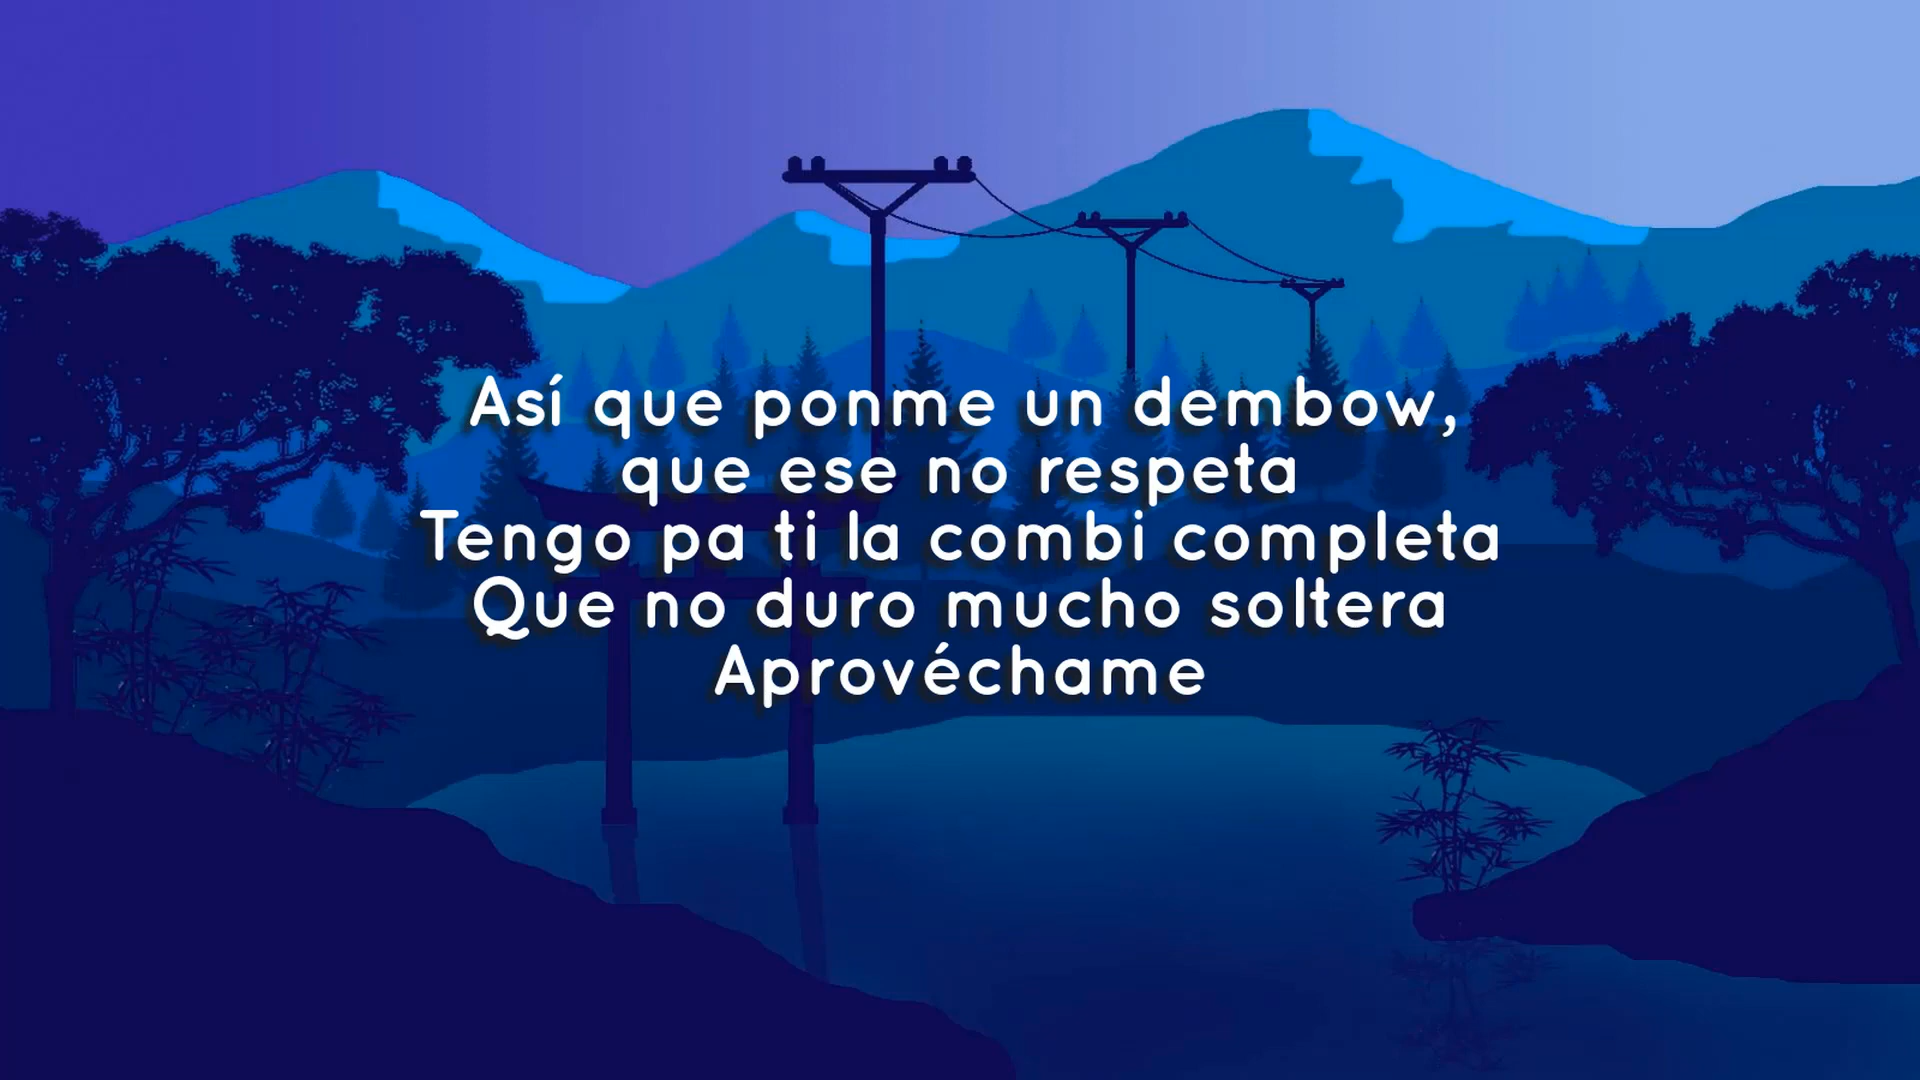 Así que ponme un dembow,
que ese no respeta
Tengo pa ti la combi completa
Que no duro mucho soltera
Aprovéchame